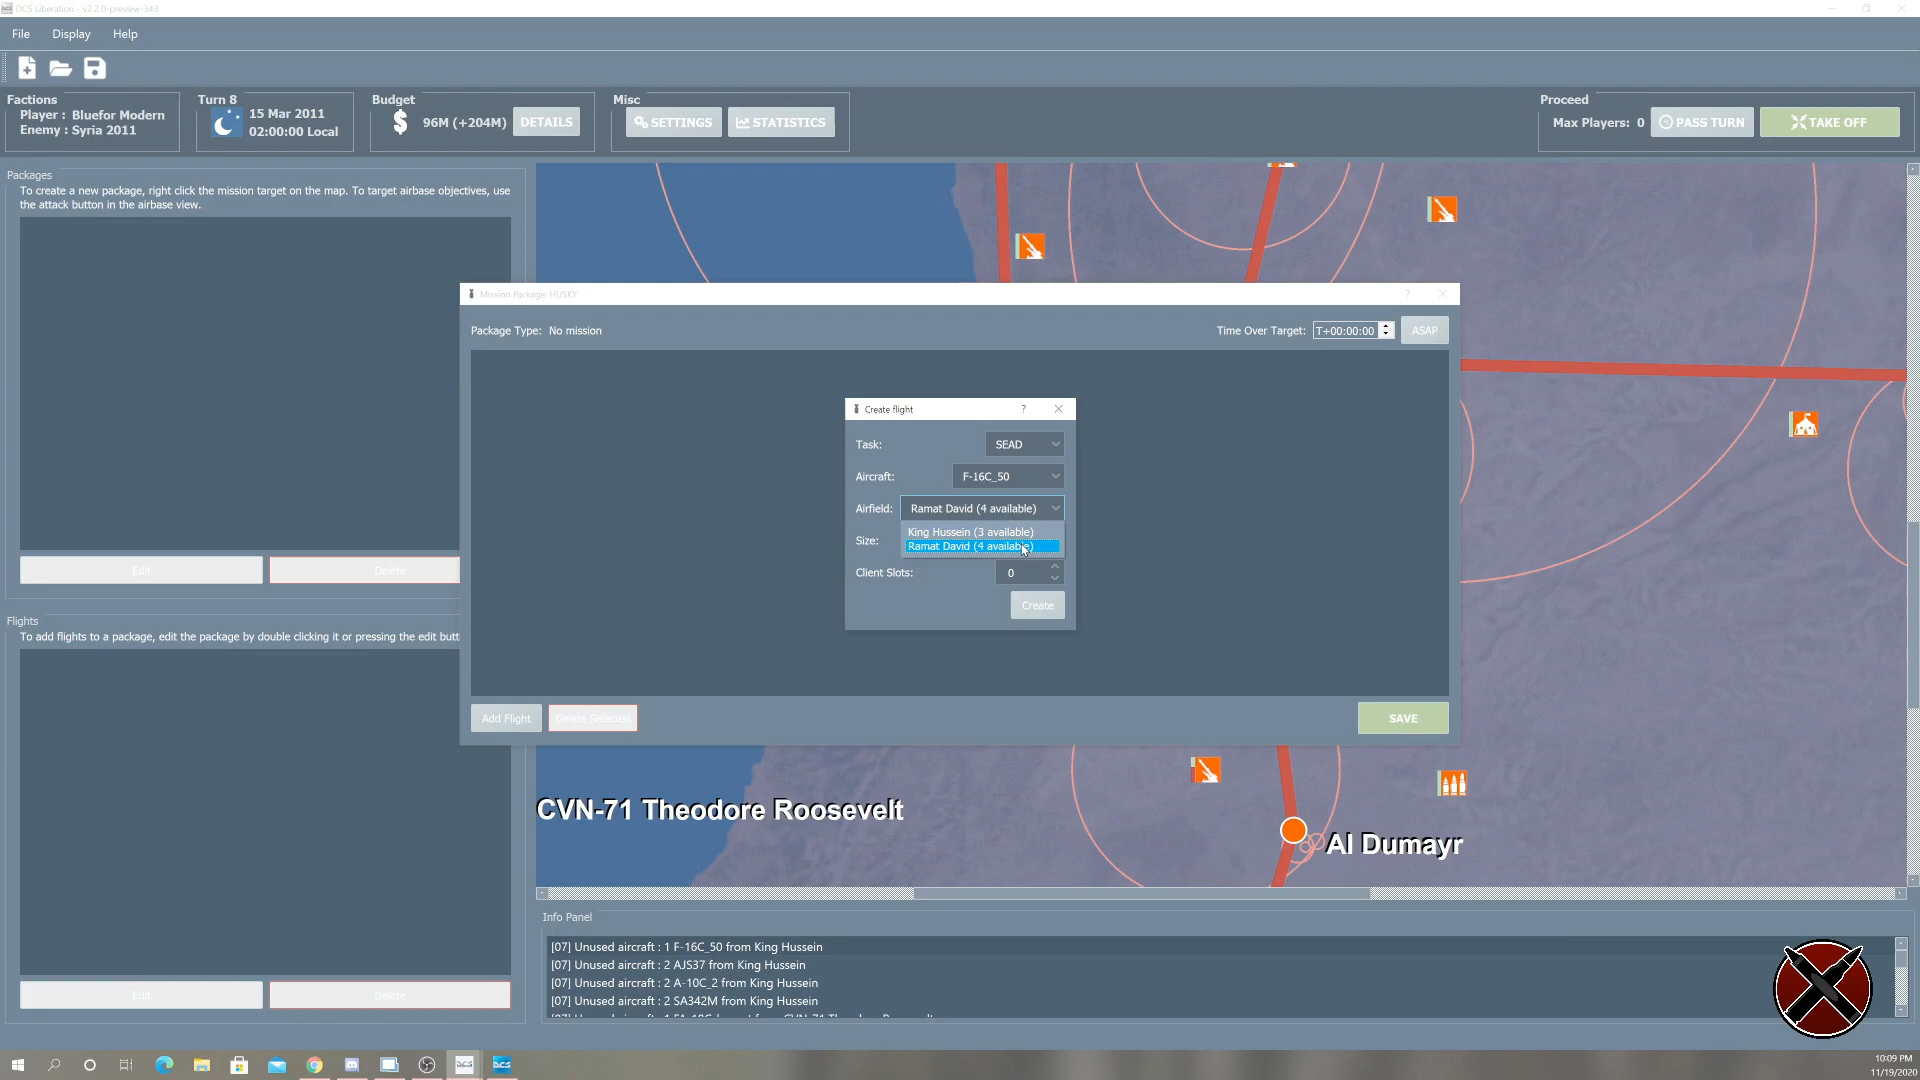 DCS Liberation - v2.2.0-preview-343
File Display Help
Factions
Player : Bluefor Modern
Enemy : Syria 2011
Turn 8
15 Mar 2011
02:00:00 Local
Budget
$ 96M (+204M) DETAILS
Misc
SETTINGS STATISTICS
Proceed
Max Players: 0 PASS TURN TAKE OFF
Packages
To create a new package, right click the mission target on the map. To target airbase objectives, use
the attack button in the airbase view.
Edit Delete
Flights
To add flights to a package, edit the package by double clicking it or pressing the edit butt
Edit Delete
Mission Package: HUSKY ?
Package Type: No mission
Time Over Target: T+00:00:00 ASAP
Create flight ?
Task: SEAD
Aircraft: F-16C_50
Airfield: Ramat David (4 available)
King Hussein (3 available)
Ramat David (4 available)
Size:
Client Slots: 0
Create
Add Flight Delete Selected SAVE
CVN-71 Theodore Roosevelt
Al Dumayr
Info Panel
[07] Unused aircraft : 1 F-16C_50 from King Hussein
[07] Unused aircraft : 2 AJS37 from King Hussein
[07] Unused aircraft : 2 A-10C_2 from King Hussein
[07] Unused aircraft : 2 SA342M from King Hussein
DCS DCS
10:09 PM
11/19/2020